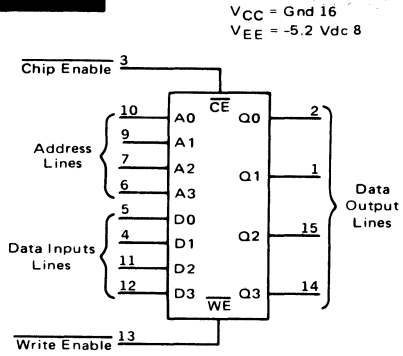 VCC = Gnd 16
VEE = -5.2 Vdc 8
Chip Enable 3
CE
10 A0 Q0 2
9 A1
Address Lines
7 A2 Q1 1
6 A3
Data Output Lines
5 D0
4 D1 Q2 15
Data Inputs Lines
11 D2
12 D3 Q3 14
WE
Write Enable 13